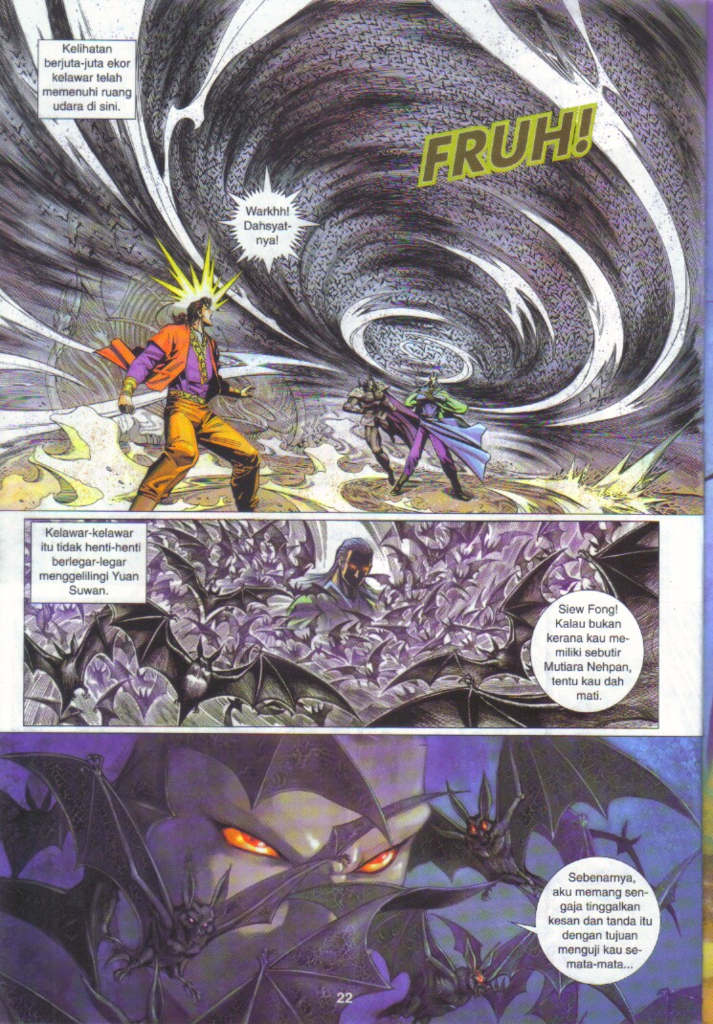 Kelihatan
berjuta-juta ekor
kelawar telah
memenuhi ruang
udara di sini.
FRUH!
Warkhh!
Dahsyat-
nya!
Kelawar-kelawar
itu tidak henti-henti
berlegar-legar
menggelilingi Yuan
Suwan.
Siew Fong!
Kalau bukan
kerana kau me-
miliki sebutir
Mutiara Nehpan,
tentu kau dah
mati.
Sebenarnya,
aku memang sen-
gaja tinggalkan
kesan dan tanda itu
dengan tujuan
menguji kau se-
mata-mata...
22